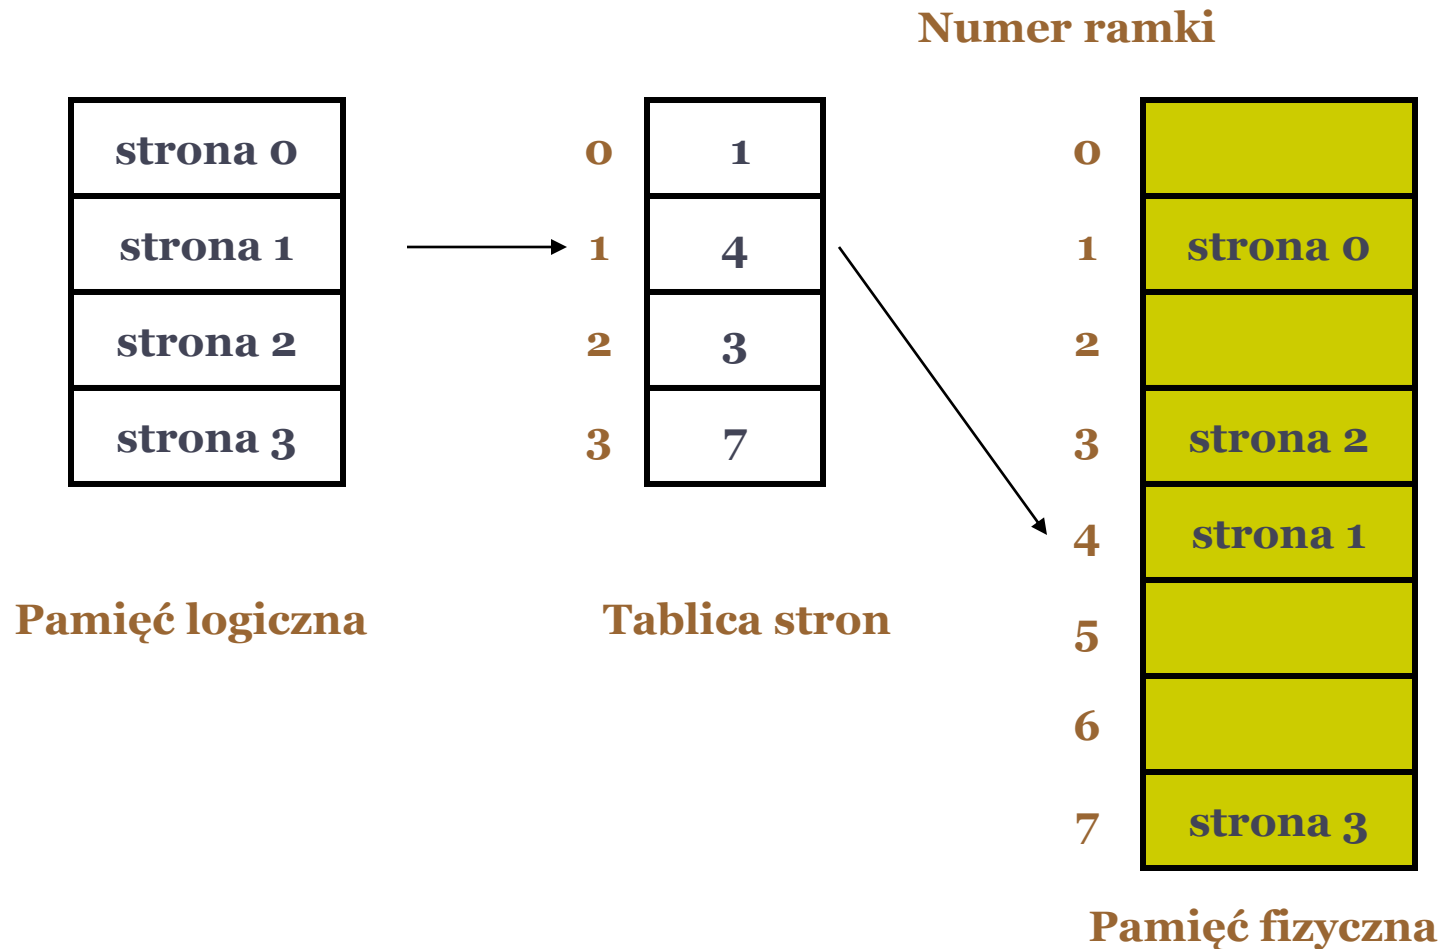 Numer ramki
strona 0
strona 1
strona 2
strona 3
Pamięć logiczna
0 1
1 4
2 3
3 7
Tablica stron
0
1 strona 0
2
3 strona 2
4 strona 1
5
6
7 strona 3
Pamięć fizyczna